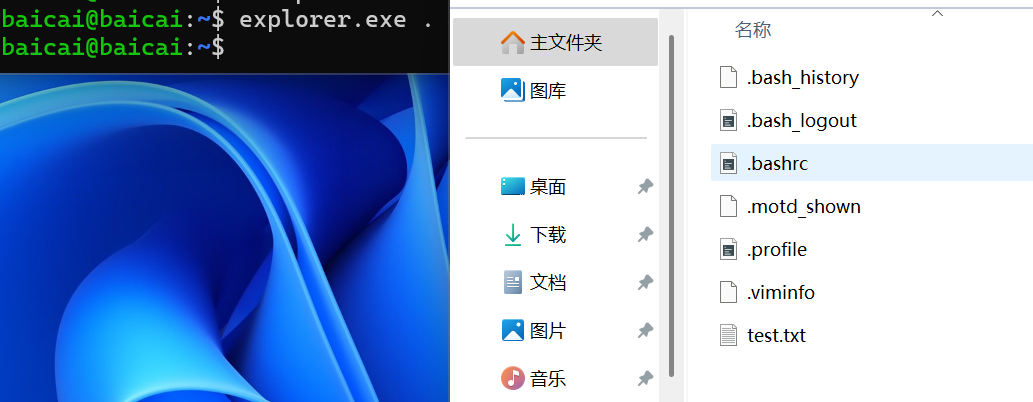 baicai@baicai:~$ explorer.exe .
baicai@baicai:~$
主文件夹
图库
桌面
下载
文档
图片
音乐
名称
.bash_history
.bash_logout
.bashrc
.motd_shown
.profile
.viminfo
test.txt